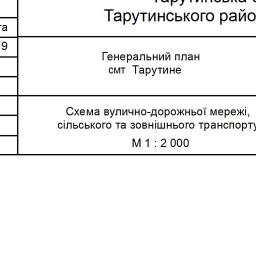 Тарутинського райо
та
9
Генеральний план
смт Тарутине
Схема вулично-дорожньої мережі,
сільського та зовнішнього транспорту
М 1 : 2 000